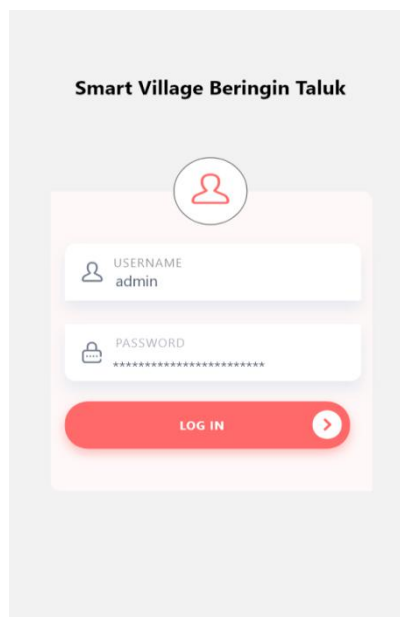 Smart Village Beringin Taluk
USERNAME
admin
PASSWORD
************************
LOG IN